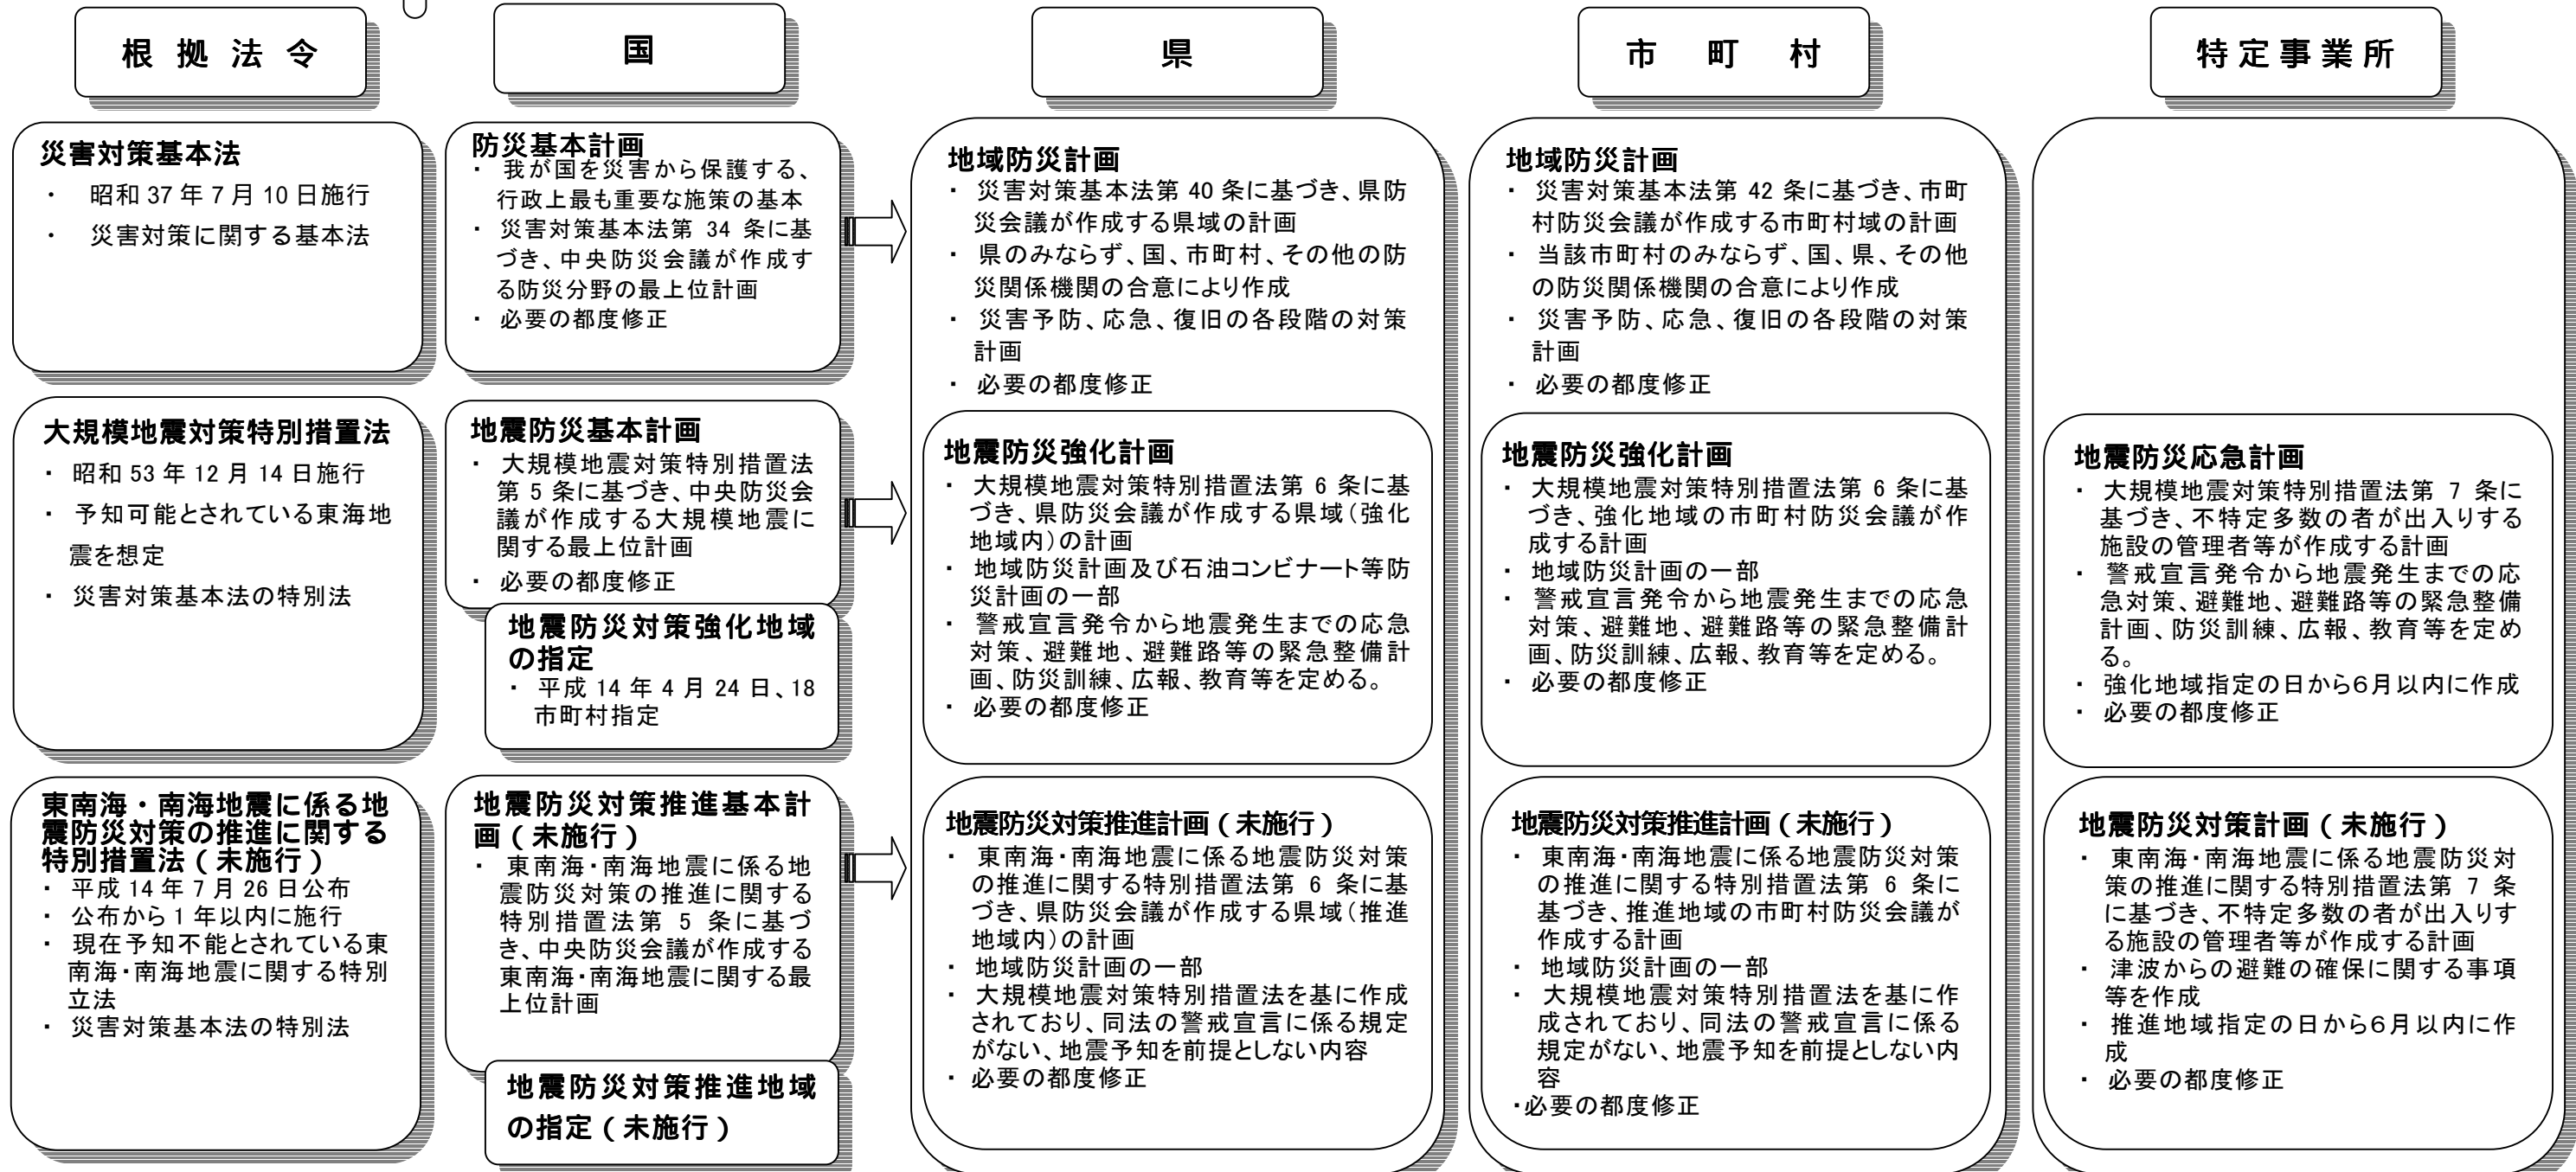 根拠法令
国
県
市町村
特定事業所
災害対策基本法
・ 昭和 37 年 7 月 10 日施行
・ 災害対策に関する基本法
防災基本計画
・ 我が国を災害から保護する、
行政上最も重要な施策の基本
・ 災害対策基本法第 34 条に基
づき、中央防災会議が作成す
る防災分野の最上位計画
・ 必要の都度修正
地域防災計画
・ 災害対策基本法第 40 条に基づき、県防
災会議が作成する県域の計画
・ 県のみならず、国、市町村、その他の防
災関係機関の合意により作成
・ 災害予防、応急、復旧の各段階の対策
計画
・ 必要の都度修正
地域防災計画
・ 災害対策基本法第 42 条に基づき、市町
村防災会議が作成する市町村域の計画
・ 当該市町村のみならず、国、県、その他
の防災関係機関の合意により作成
・ 災害予防、応急、復旧の各段階の対策
計画
・ 必要の都度修正
大規模地震対策特別措置法
・ 昭和 53 年 12 月 14 日施行
・ 予知可能とされている東海地
震を想定
・ 災害対策基本法の特別法
地震防災基本計画
・ 大規模地震対策特別措置法
第 5 条に基づき、中央防災会
議が作成する大規模地震に
関する最上位計画
・ 必要の都度修正
地震防災対策強化地域
の指定
・ 平成 14 年 4 月 24 日、18
市町村指定
地震防災強化計画
・ 大規模地震対策特別措置法第 6 条に基
づき、県防災会議が作成する県域(強化
地域内)の計画
・ 地域防災計画及び石油コンビナート等防
災計画の一部
・ 警戒宣言発令から地震発生までの応急
対策、避難地、避難路等の緊急整備計
画、防災訓練、広報、教育等を定める。
・ 必要の都度修正
地震防災強化計画
・ 大規模地震対策特別措置法第 6 条に基
づき、強化地域の市町村防災会議が作
成する計画
・ 地域防災計画の一部
・ 警戒宣言発令から地震発生までの応急
対策、避難地、避難路等の緊急整備計
画、防災訓練、広報、教育等を定める。
・ 必要の都度修正
地震防災応急計画
・ 大規模地震対策特別措置法第 7 条に
基づき、不特定多数の者が出入りする
施設の管理者等が作成する計画
・ 警戒宣言発令から地震発生までの応
急対策、避難地、避難路等の緊急整備
計画、防災訓練、広報、教育等を定め
る。
・ 強化地域指定の日から6月以内に作成
・ 必要の都度修正
東南海・南海地震に係る地
震防災対策の推進に関する
特別措置法(未施行)
・ 平成 14 年 7 月 26 日公布
・ 公布から 1 年以内に施行
・ 現在予知不能とされている東
南海・南海地震に関する特別
立法
・ 災害対策基本法の特別法
地震防災対策推進基本計
画(未施行)
・ 東南海・南海地震に係る地
震防災対策の推進に関する
特別措置法第 5 条に基づ
き、中央防災会議が作成する
東南海・南海地震に関する最
上位計画
地震防災対策推進地域
の指定(未施行)
地震防災対策推進計画(未施行)
・ 東南海・南海地震に係る地震防災対策
の推進に関する特別措置法第 6 条に基
づき、県防災会議が作成する県域(推進
地域内)の計画
・ 地域防災計画の一部
・ 大規模地震対策特別措置法を基に作成
されており、同法の警戒宣言に係る規定
がない、地震予知を前提としない内容
・ 必要の都度修正
地震防災対策推進計画(未施行)
・ 東南海・南海地震に係る地震防災対策
の推進に関する特別措置法第 6 条に
基づき、推進地域の市町村防災会議が
作成する計画
・ 地域防災計画の一部
・ 大規模地震対策特別措置法を基に作
成されており、同法の警戒宣言に係る
規定がない、地震予知を前提としない内
容
・必要の都度修正
地震防災対策計画(未施行)
・ 東南海・南海地震に係る地震防災対
策の推進に関する特別措置法第 7 条
に基づき、不特定多数の者が出入りす
る施設の管理者等が作成する計画
・ 津波からの避難の確保に関する事項
等を作成
・ 推進地域指定の日から6月以内に作
成
・ 必要の都度修正